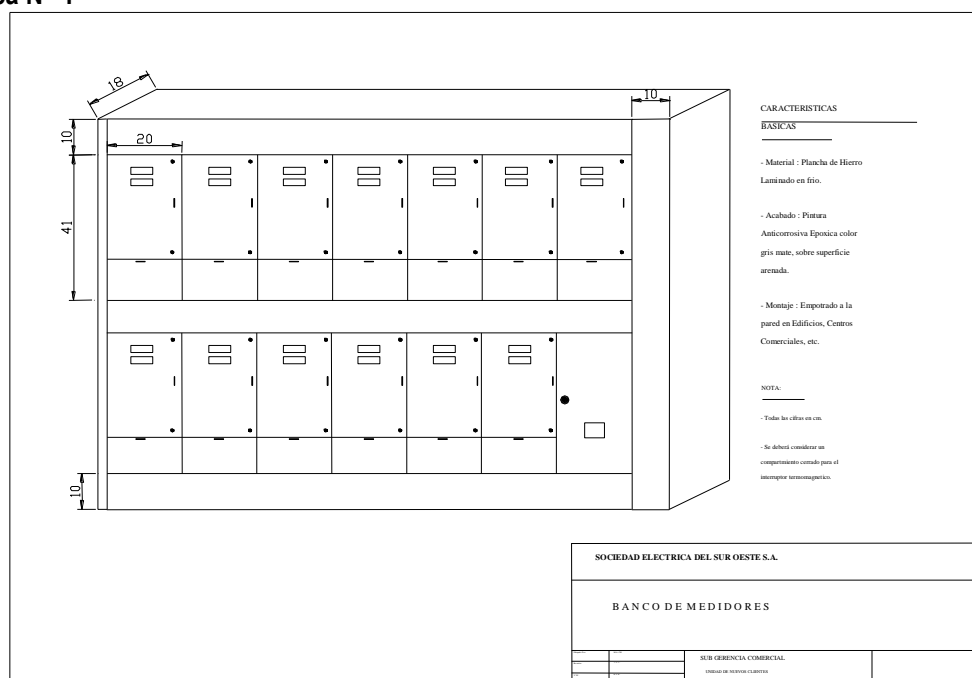 18
10
10
20
41
10
CARACTERISTICAS
BASICAS
- Material : Plancha de Hierro
Laminado en frio.
- Acabado : Pintura
Anticorrosiva Epoxica color
gris mate, sobre superficie
arenada.
- Montaje : Empotrado a la
pared en Edificios, Centros
Comerciales, etc.
NOTA:
- Todas las cifras en cm.
- Se deberá considerar un
compartimiento cerrado para el
interruptor termomagnetico.
SOCIEDAD ELECTRICA DEL SUR OESTE S.A.
BANCO DE MEDIDORES
SUB GERENCIA COMERCIAL
UNIDAD DE NUEVOS CLIENTES